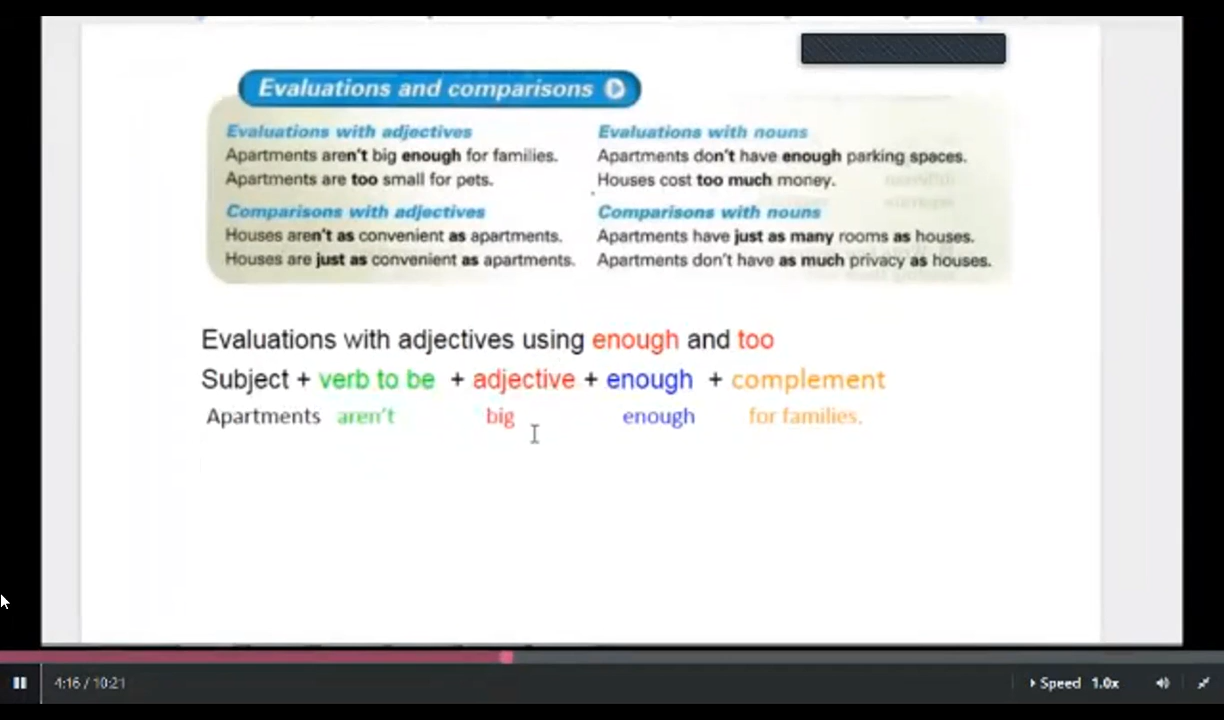 Evaluations and comparisons
Evaluations with adjectives
Apartments aren't big enough for families.
Apartments are too small for pets.
Comparisons with adjectives
Houses aren't as convenient as apartments.
Houses are just as convenient as apartments.
Evaluations with nouns
Apartments don't have enough parking spaces.
Houses cost too much money.
Comparisons with nouns
Apartments have just as many rooms as houses.
Apartments don't have as much privacy as houses.
Evaluations with adjectives using enough and too
Subject + verb to be + adjective + enough + complement
Apartments aren't big enough for families.
4:16 / 10:21
Speed 1.0x